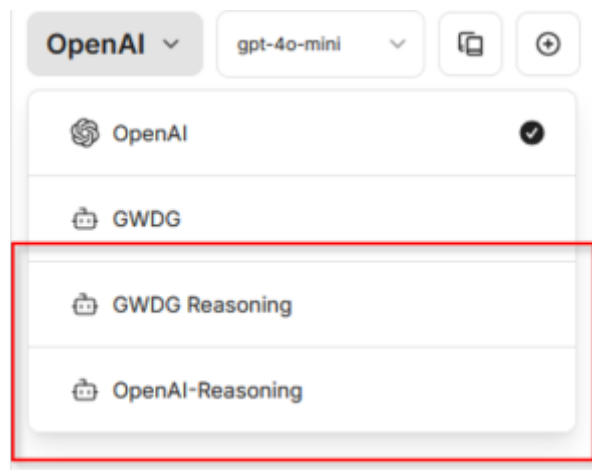 OpenAI gpt-4o-mini
OpenAI
GWDG
GWDG Reasoning
OpenAI-Reasoning